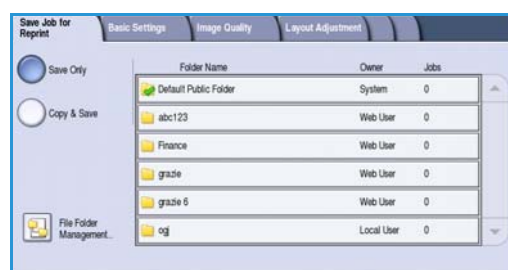 Save Job for
Reprint
Basic Settings
Image Quality
Layout Adjustment
Save Only
Folder Name Owner Jobs
Default Public Folder System 0
Copy & Save
abc123 Web User 0
Finance Web User 0
grazie Web User 0
grazie 6 Web User 0
File Folder
Management...
ogj Local User 0